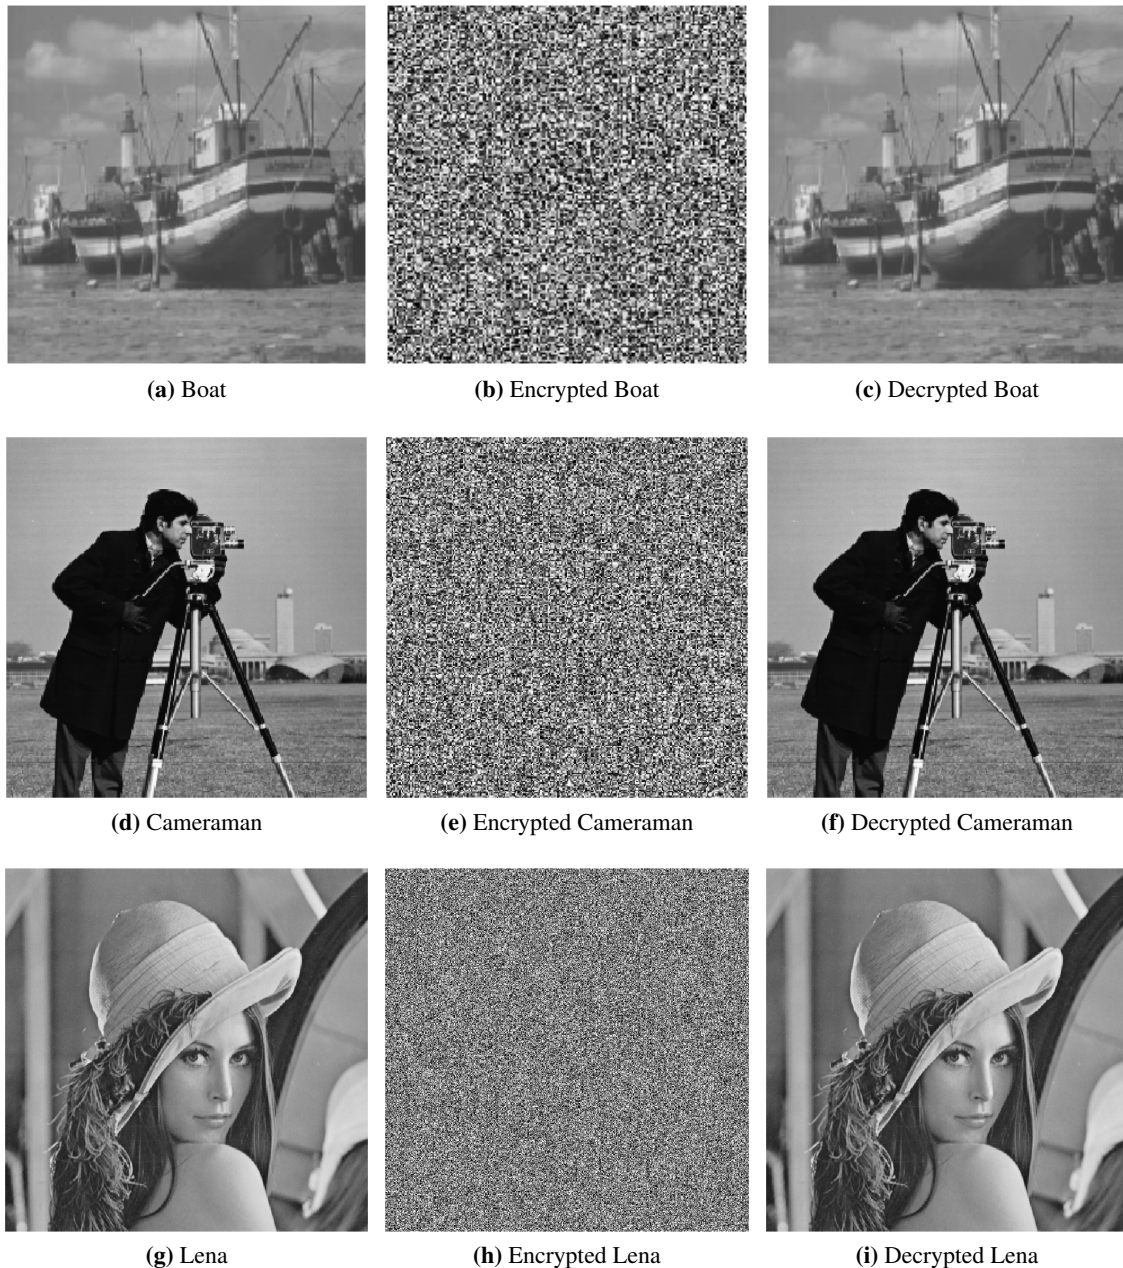 (a) Boat
(b) Encrypted Boat
(c) Decrypted Boat
(d) Cameraman
(e) Encrypted Cameraman
(f) Decrypted Cameraman
(g) Lena
(h) Encrypted Lena
(i) Decrypted Lena